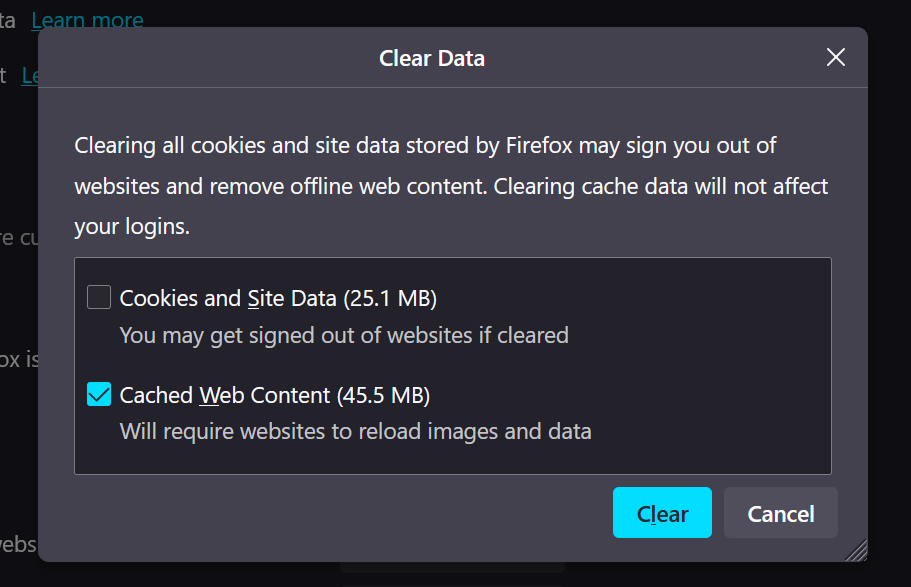 ta Learn more
Clear Data
t Le
Clearing all cookies and site data stored by Firefox may sign you out of
websites and remove offline web content. Clearing cache data will not affect
your logins.
re cu
Cookies and Site Data (25.1 MB)
You may get signed out of websites if cleared
ox is
Cached Web Content (45.5 MB)
Will require websites to reload images and data
Clear Cancel
webs